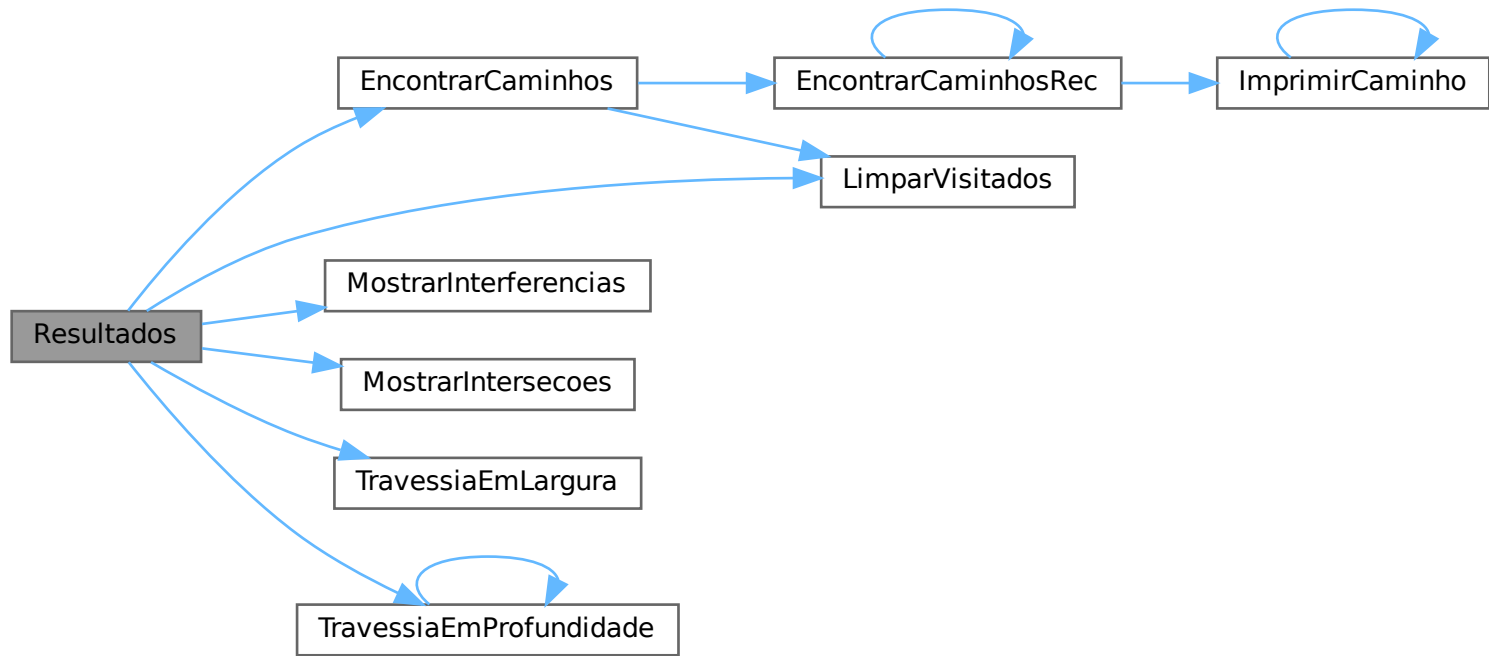 EncontrarCaminhos
EncontrarCaminhosRec
ImprimirCaminho
LimparVisitados
MostrarInterferencias
Resultados
MostrarIntersecoes
TravessiaEmLargura
TravessiaEmProfundidade